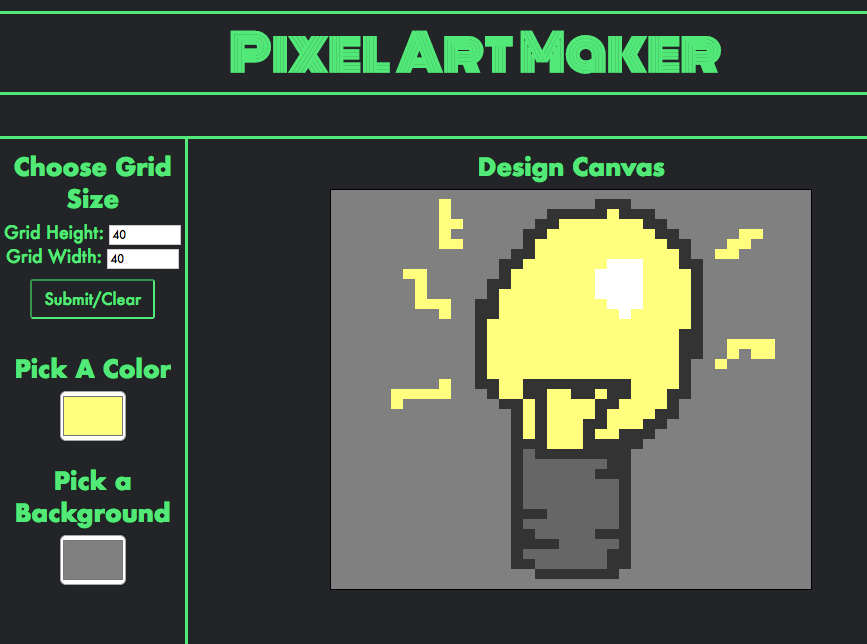 Pixel Art Maker
Choose Grid
Size
Grid Height: 40
Grid Width: 40
Submit/Clear
Pick A Color
Pick a
Background
Design Canvas